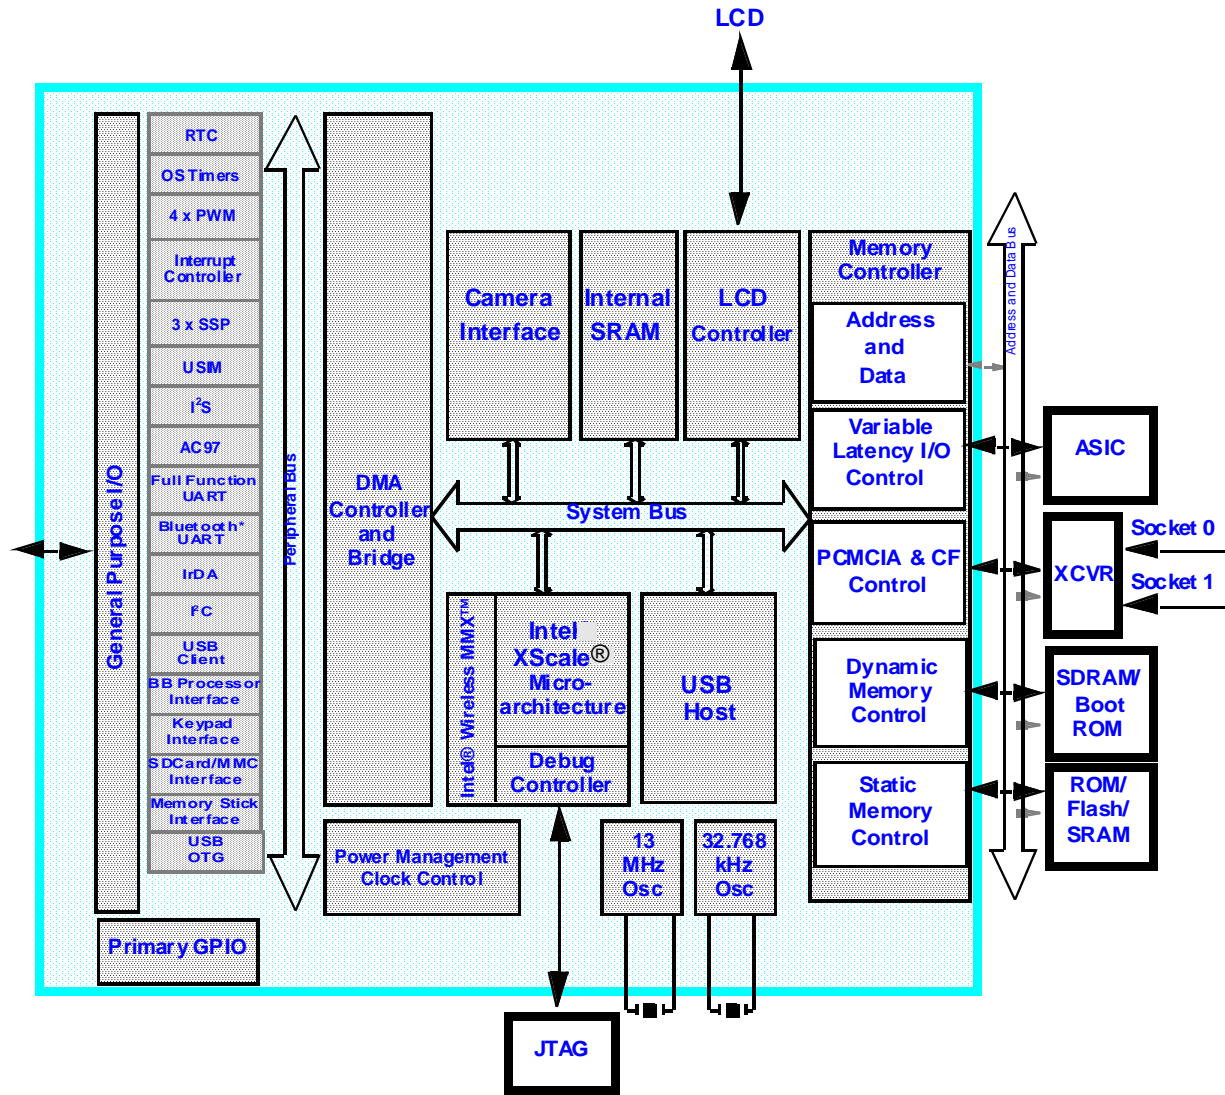 LCD
RTC
OS Timers
4 x PWM
Interrupt
Controller
3 x SSP
USIM
I²S
AC97
Full Function
UART
Bluetooth*
UART
IrDA
I²C
USB
Client
BB Processor
Interface
Keypad
Interface
SDCard/MMC
Interface
Memory Stick
Interface
USB
OTG
General Purpose I/O
Peripheral Bus
Primary GPIO
DMA
Controller
and
Bridge
Camera
Interface
Internal
SRAM
LCD
Controller
System Bus
Intel® Wireless MMX™
Intel
XScale®
Micro-
architecture
Debug
Controller
USB
Host
Power Management
Clock Control
13
MHz
Osc
32.768
kHz
Osc
JTAG
Memory
Controller
Address
and
Data
Variable
Latency I/O
Control
PCMCIA & CF
Control
Dynamic
Memory
Control
Static
Memory
Control
Address and Data Bus
ASIC
XCVR
Socket 0
Socket 1
SDRAM/
Boot
ROM
ROM/
Flash/
SRAM